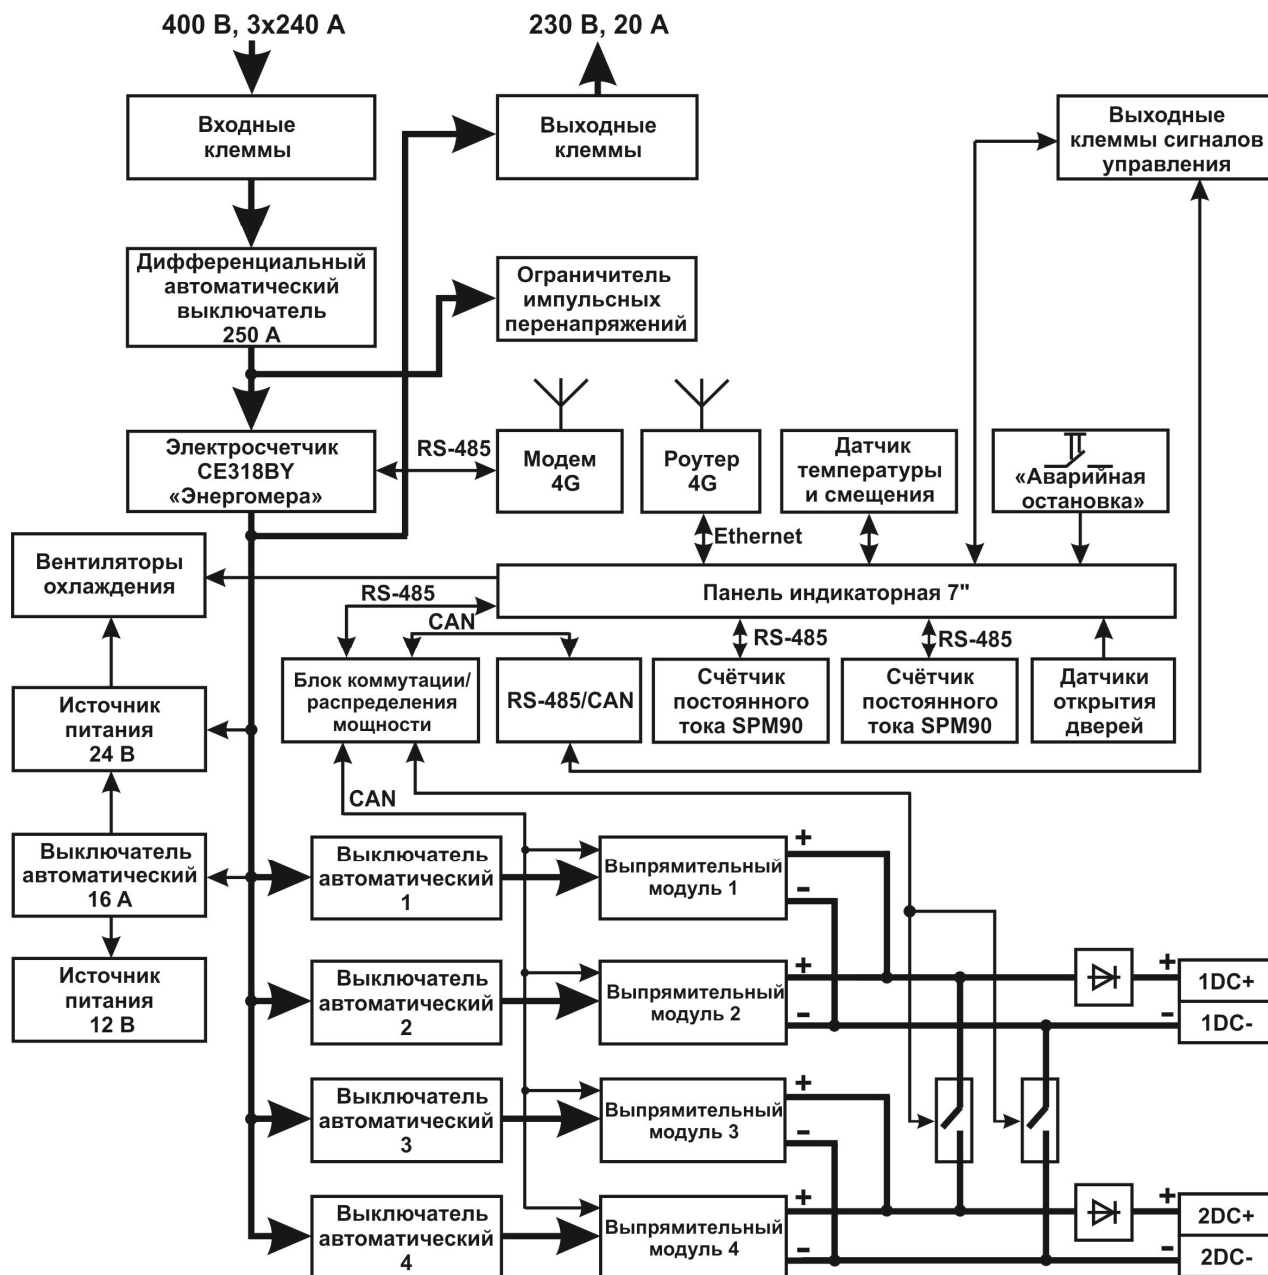 400 В, 3х240 А
230 В, 20 А
Входные
клеммы
Выходные
клеммы
Выходные
клеммы сигналов
управления
Дифференциальный
автоматический
выключатель
250 А
Ограничитель
импульсных
перенапряжений
Электросчетчик
СЕ318BY
«Энергомера»
RS-485
Модем
4G
Роутер
4G
Датчик
температуры
и смещения
«Аварийная
остановка»
Ethernet
Вентиляторы
охлаждения
Панель индикаторная 7"
RS-485
CAN
RS-485
RS-485
Блок коммутации/
распределения
мощности
RS-485/CAN
Счётчик
постоянного
тока SPM90
Счётчик
постоянного
тока SPM90
Датчики
открытия
дверей
Источник
питания
24 В
CAN
Выключатель
автоматический
16 А
Выключатель
автоматический
1
Выпрямительный
модуль 1
+
-
Источник
питания
12 В
Выключатель
автоматический
2
Выпрямительный
модуль 2
+
-
+
-
1DC+
1DC-
Выключатель
автоматический
3
Выпрямительный
модуль 3
+
-
Выключатель
автоматический
4
Выпрямительный
модуль 4
+
-
+
-
2DC+
2DC-